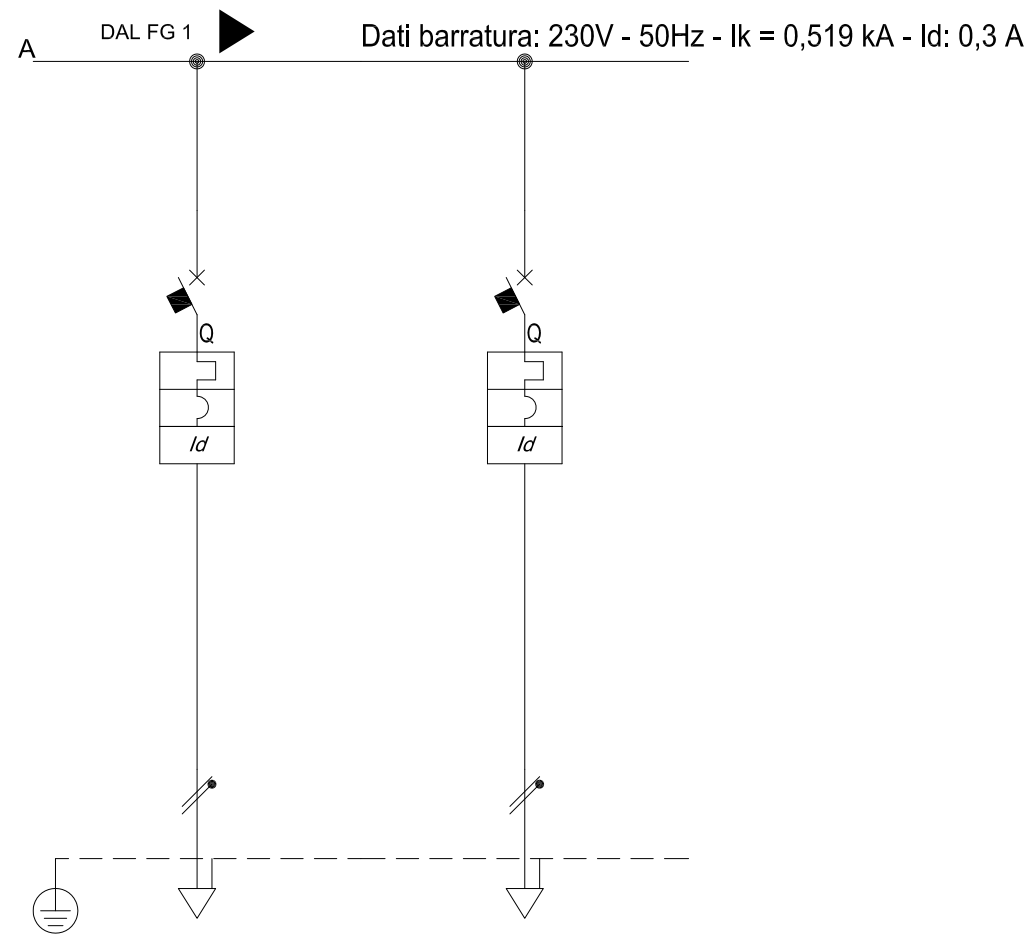 A
DAL FG 1
Dati barratura: 230V - 50Hz - Ik = 0,519 kA - Id: 0,3 A
Q
Q
Id
Id